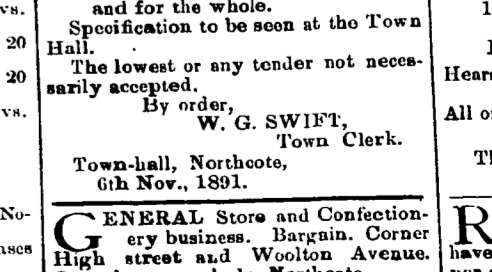 and for the whole.
Specification to be seen at the Town
Hall.
The lowest or any tender not neces-
sarily accepted.
By order,
W. G. SWIFT,
Town Clerk.
Town-hall, Northcote,
6th Nov., 1891.
GENERAL Store and Confection-
ery business. Bargain. Corner
High street and Woolton Avenue.
Northcote
vs.
20
20
vs.
No-
1
Hear
All o
Th
R
have